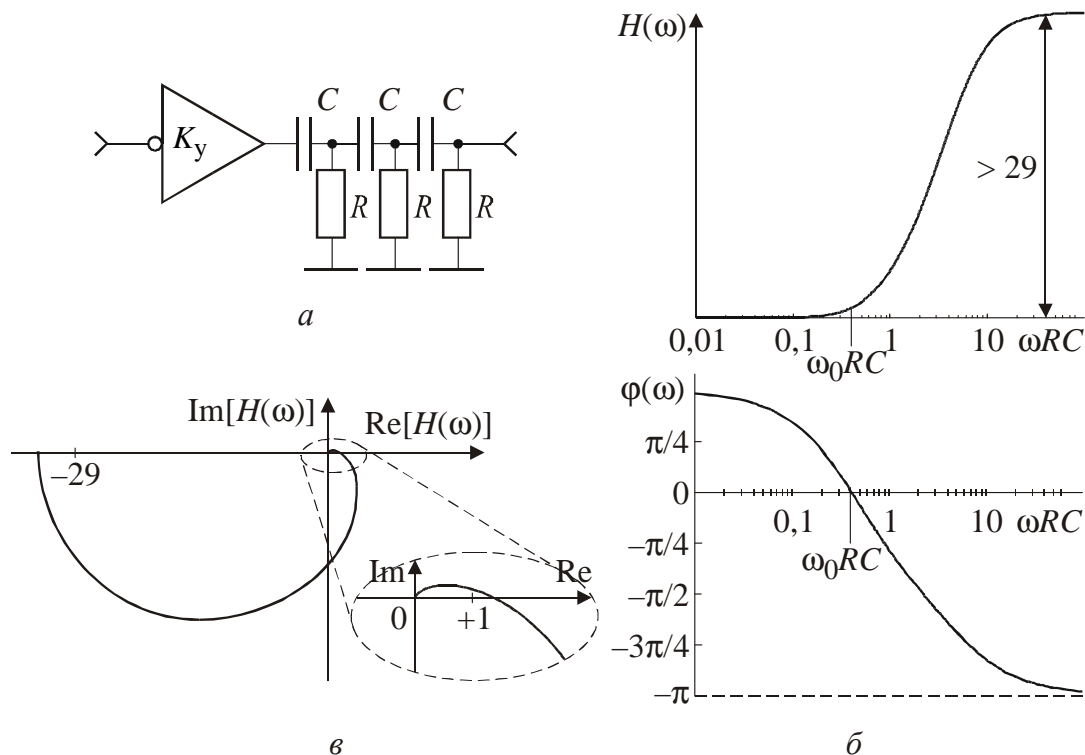 C C C
Kу
R R R
а
H(ω)
> 29
0,01 0,1 1 10 ωRC
ω0RC
φ(ω)
π/4
0
0,1 1 10 ωRC
–π/4
ω0RC
–π/2
–3π/4
–π
б
Im[H(ω)] Re[H(ω)]
–29
Im Re
0 +1
в